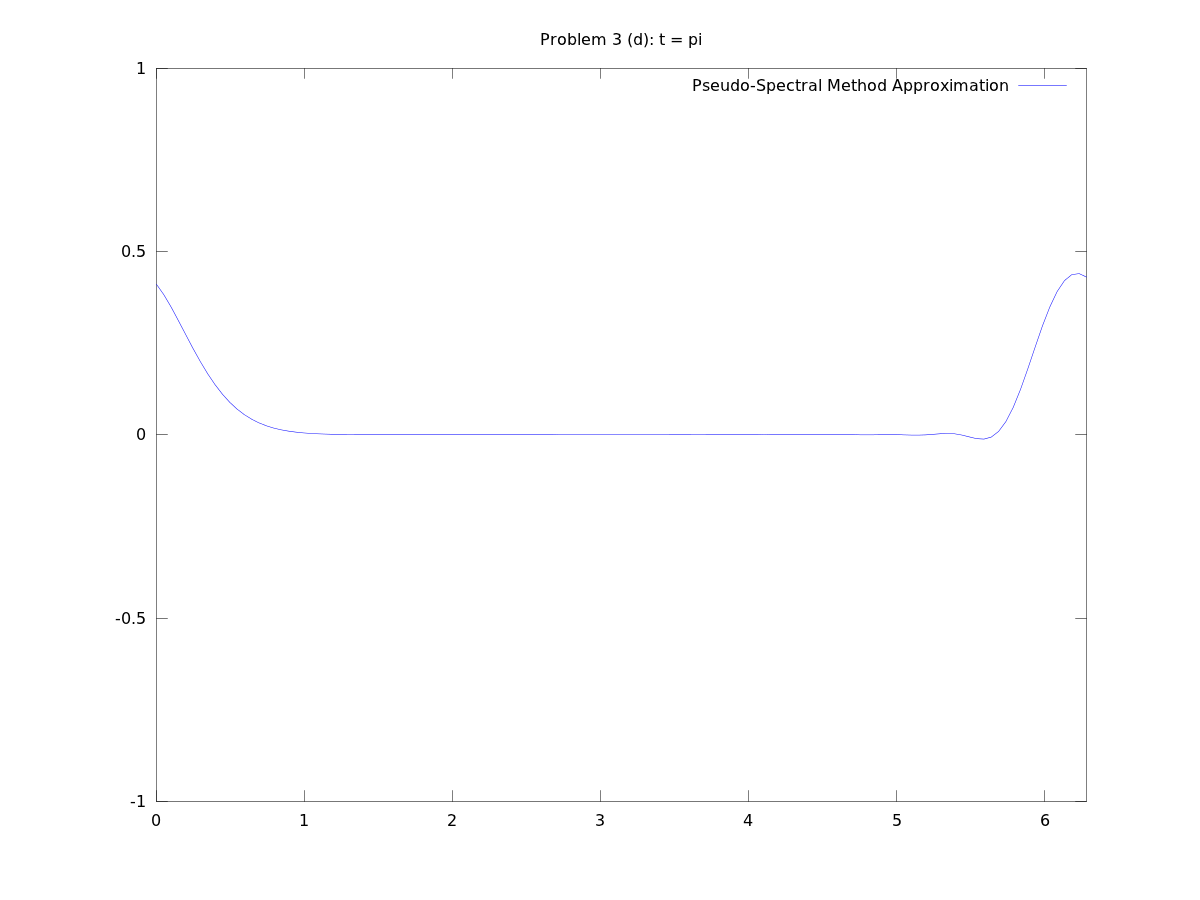 Problem 3 (d): t = pi
Pseudo-Spectral Method Approximation
1
0.5
0
-0.5
-1
0 1 2 3 4 5 6